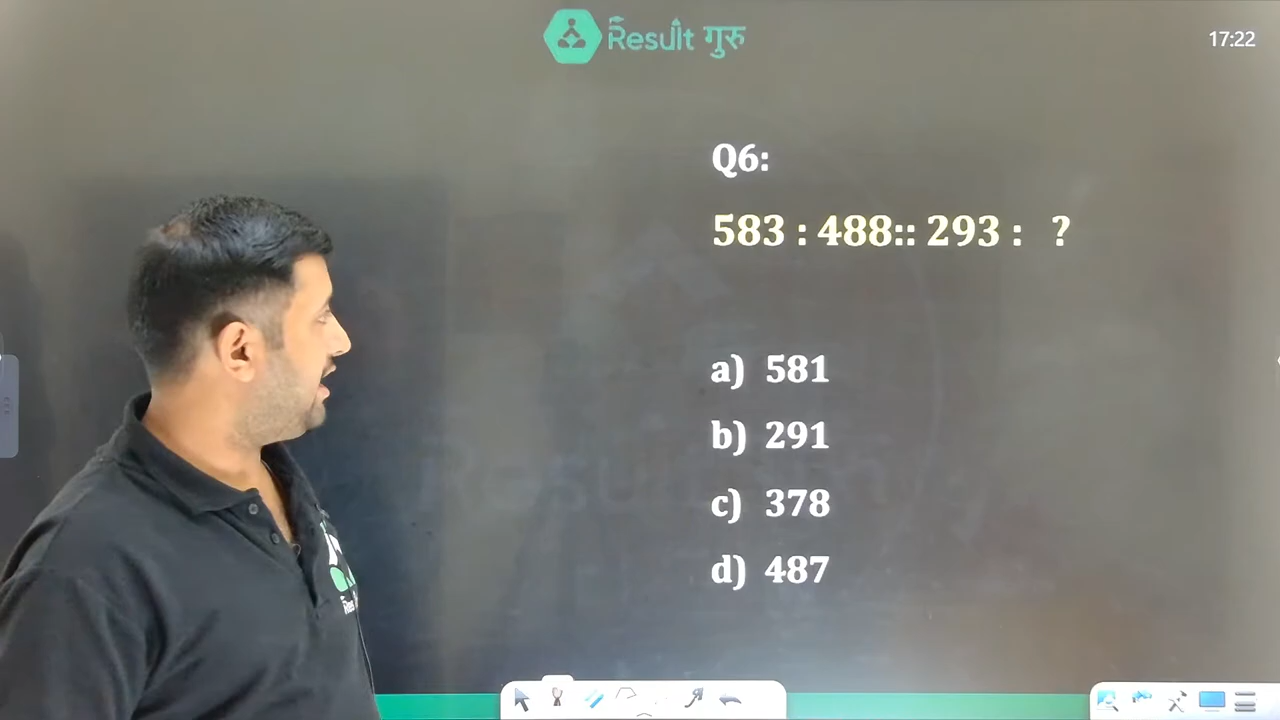 Result गुरु
17:22
Q6:
583 : 488:: 293 : ?
a) 581
b) 291
c) 378
d) 487